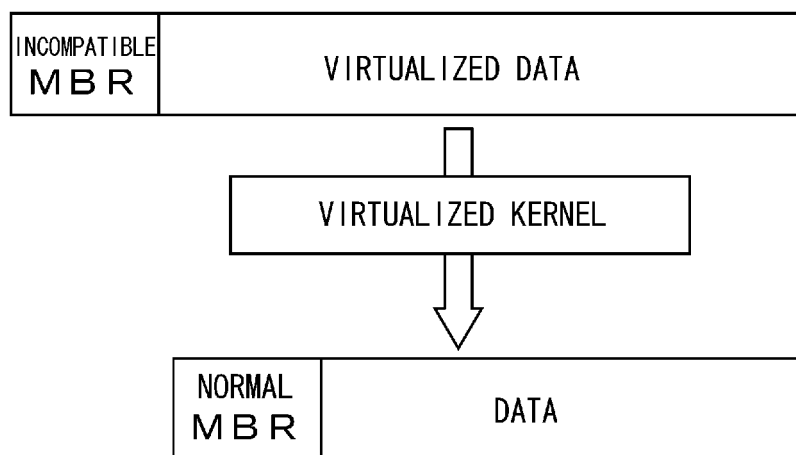 INCOMPATIBLE
MBR
VIRTUALIZED DATA
VIRTUALIZED KERNEL
NORMAL
MBR
DATA